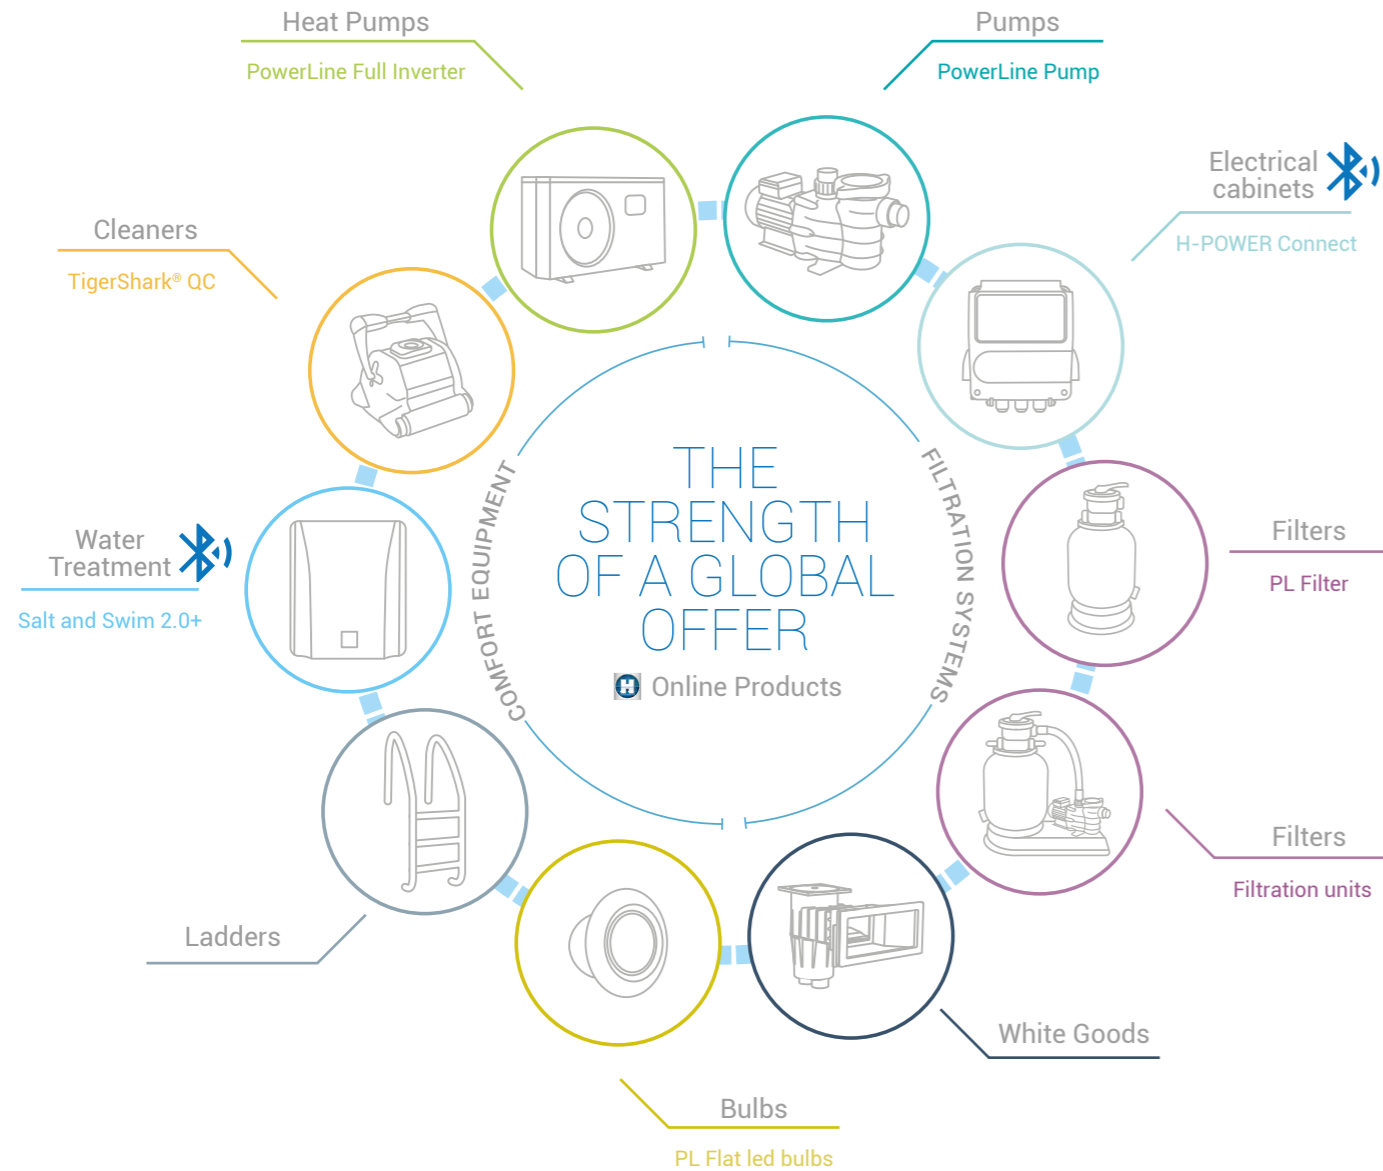 Heat Pumps
PowerLine Full Inverter
Pumps
PowerLine Pump
Electrical
cabinets
H-POWER Connect
Cleaners
TigerShark® QC
Water
Treatment
Salt and Swim 2.0+
COMFORT EQUIPMENT
THE
STRENGTH
OF A GLOBAL
OFFER
H Online Products
FILTRATION SYSTEMS
Filters
PL Filter
Filters
Filtration units
Ladders
White Goods
Bulbs
PL Flat led bulbs